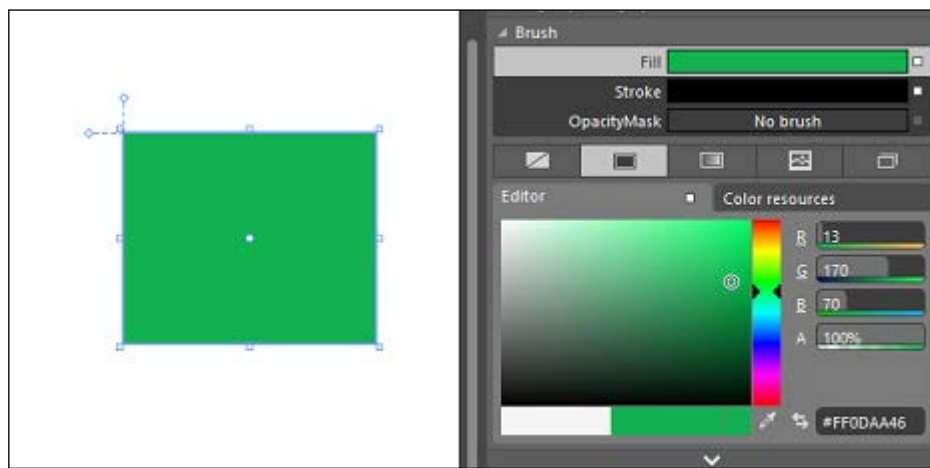 Brush
Fill
Stroke
OpacityMask No brush
Editor Color resources
R 13
G 170
B 70
A 100%
#FF0DAA46